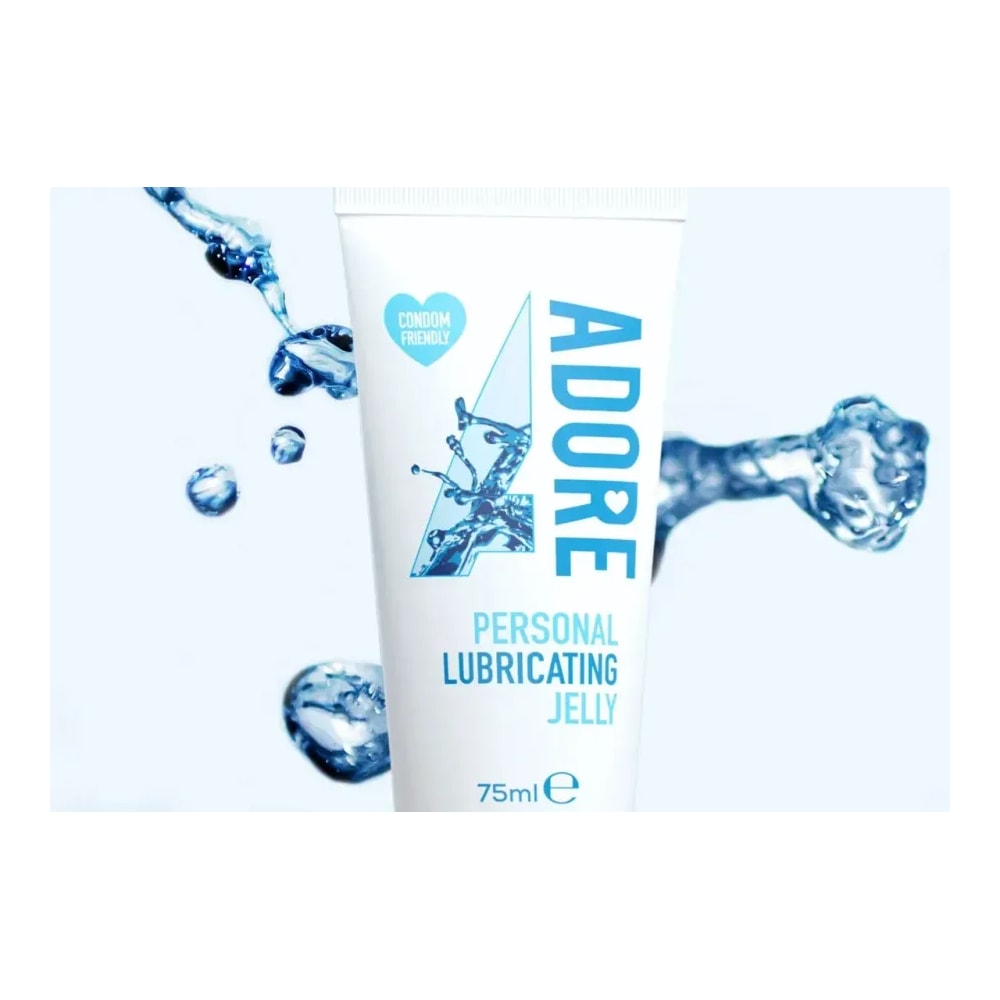 CONDOM
FRIENDLY
ADORE
PERSONAL
LUBRICATING
JELLY
75ml e